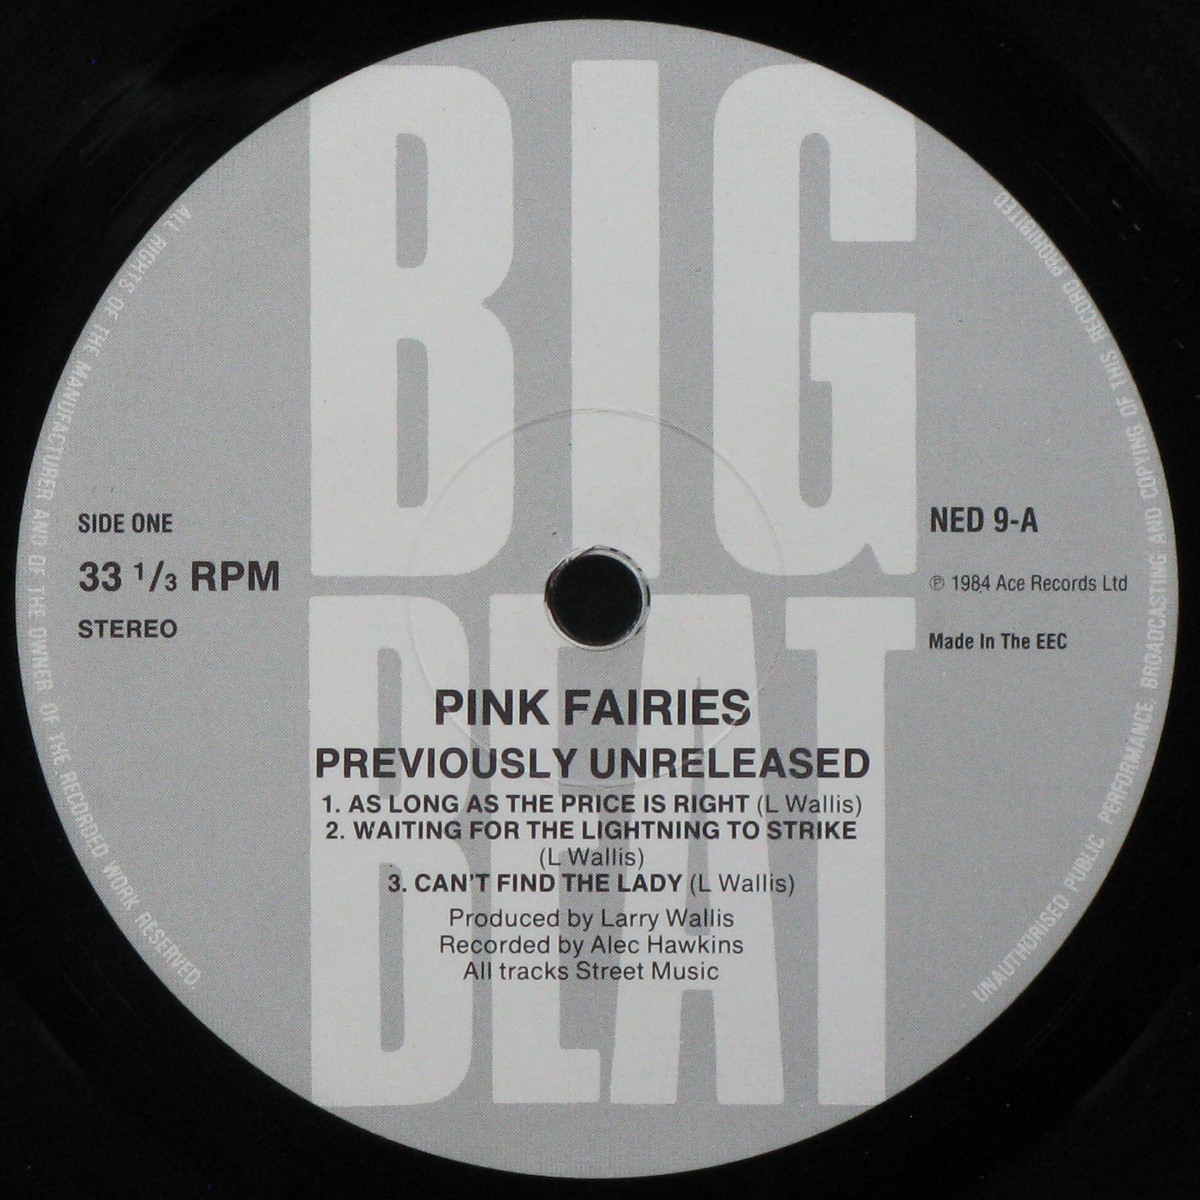 BIG
BEAT
SIDE ONE
33 1/3 RPM
STEREO
NED 9-A
℗ 1984 Ace Records Ltd
Made In The EEC
PINK FAIRIES
PREVIOUSLY UNRELEASED
1. AS LONG AS THE PRICE IS RIGHT (L Wallis)
2. WAITING FOR THE LIGHTNING TO STRIKE
(L Wallis)
3. CAN'T FIND THE LADY (L Wallis)
Produced by Larry Wallis
Recorded by Alec Hawkins
All tracks Street Music
ALL RIGHTS OF THE MANUFACTURER AND OF THE OWNER OF THE RECORDED WORK RESERVED.
UNAUTHORISED PUBLIC PERFORMANCE BROADCASTING AND COPYING OF THIS RECORD PROHIBITED